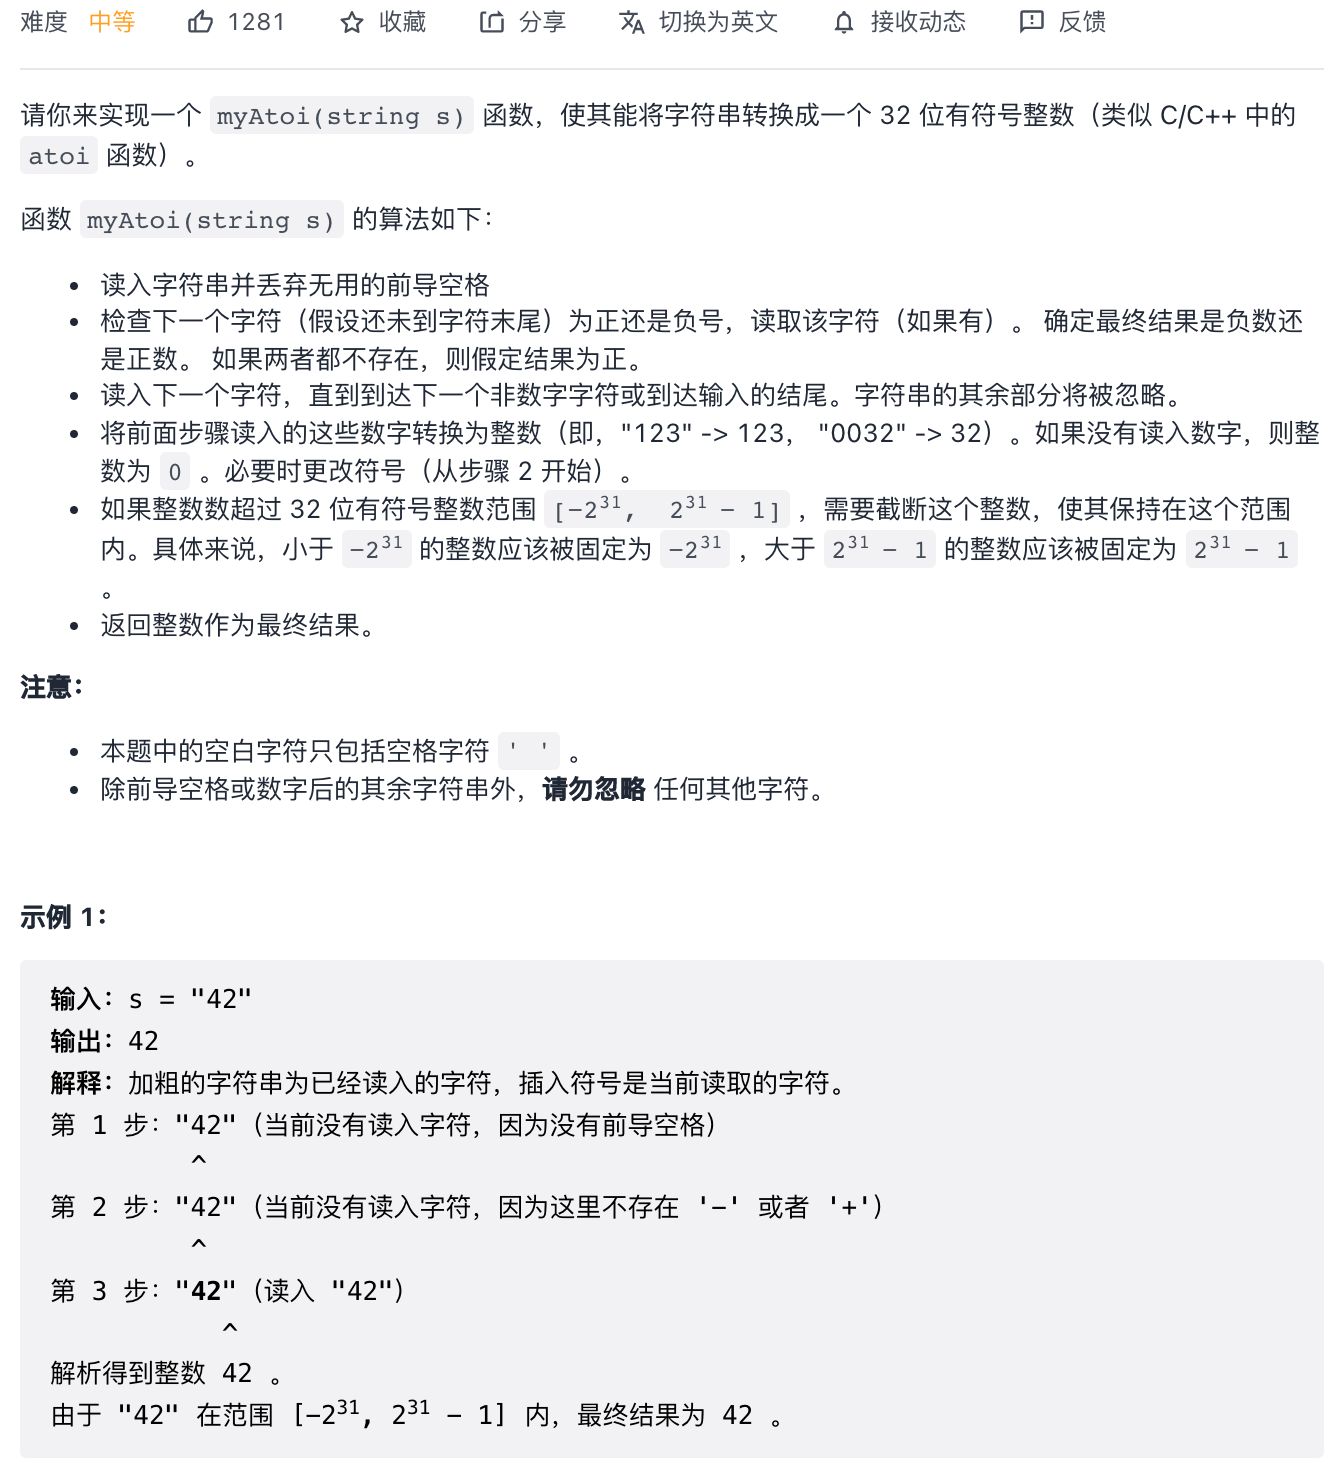 难度 中等 1281 收藏 分享 切换为英文 接收动态 反馈
请你来实现一个 myAtoi(string s) 函数，使其能将字符串转换成一个 32 位有符号整数（类似 C/C++ 中的
atoi 函数）。
函数 myAtoi(string s) 的算法如下：
• 读入字符串并丢弃无用的前导空格
• 检查下一个字符（假设还未到字符末尾）为正还是负号，读取该字符（如果有）。 确定最终结果是负数还
是正数。 如果两者都不存在，则假定结果为正。
• 读入下一个字符，直到到达下一个非数字字符或到达输入的结尾。字符串的其余部分将被忽略。
• 将前面步骤读入的这些数字转换为整数（即，"123" -> 123， "0032" -> 32）。如果没有读入数字，则整
数为 0 。必要时更改符号（从步骤 2 开始）。
• 如果整数数超过 32 位有符号整数范围 [−2³¹, 2³¹ − 1] ，需要截断这个整数，使其保持在这个范围
内。具体来说，小于 −2³¹ 的整数应该被固定为 −2³¹ ，大于 2³¹ − 1 的整数应该被固定为 2³¹ − 1
。
• 返回整数作为最终结果。
注意：
• 本题中的空白字符只包括空格字符 ' ' 。
• 除前导空格或数字后的其余字符串外，请勿忽略 任何其他字符。
示例 1：
输入：s = "42"
输出：42
解释：加粗的字符串为已经读入的字符，插入符号是当前读取的字符。
第 1 步："42"（当前没有读入字符，因为没有前导空格）
^
第 2 步："42"（当前没有读入字符，因为这里不存在 '-' 或者 '+'）
^
第 3 步："42"（读入 "42"）
^
解析得到整数 42 。
由于 "42" 在范围 [-2³¹, 2³¹ - 1] 内，最终结果为 42 。